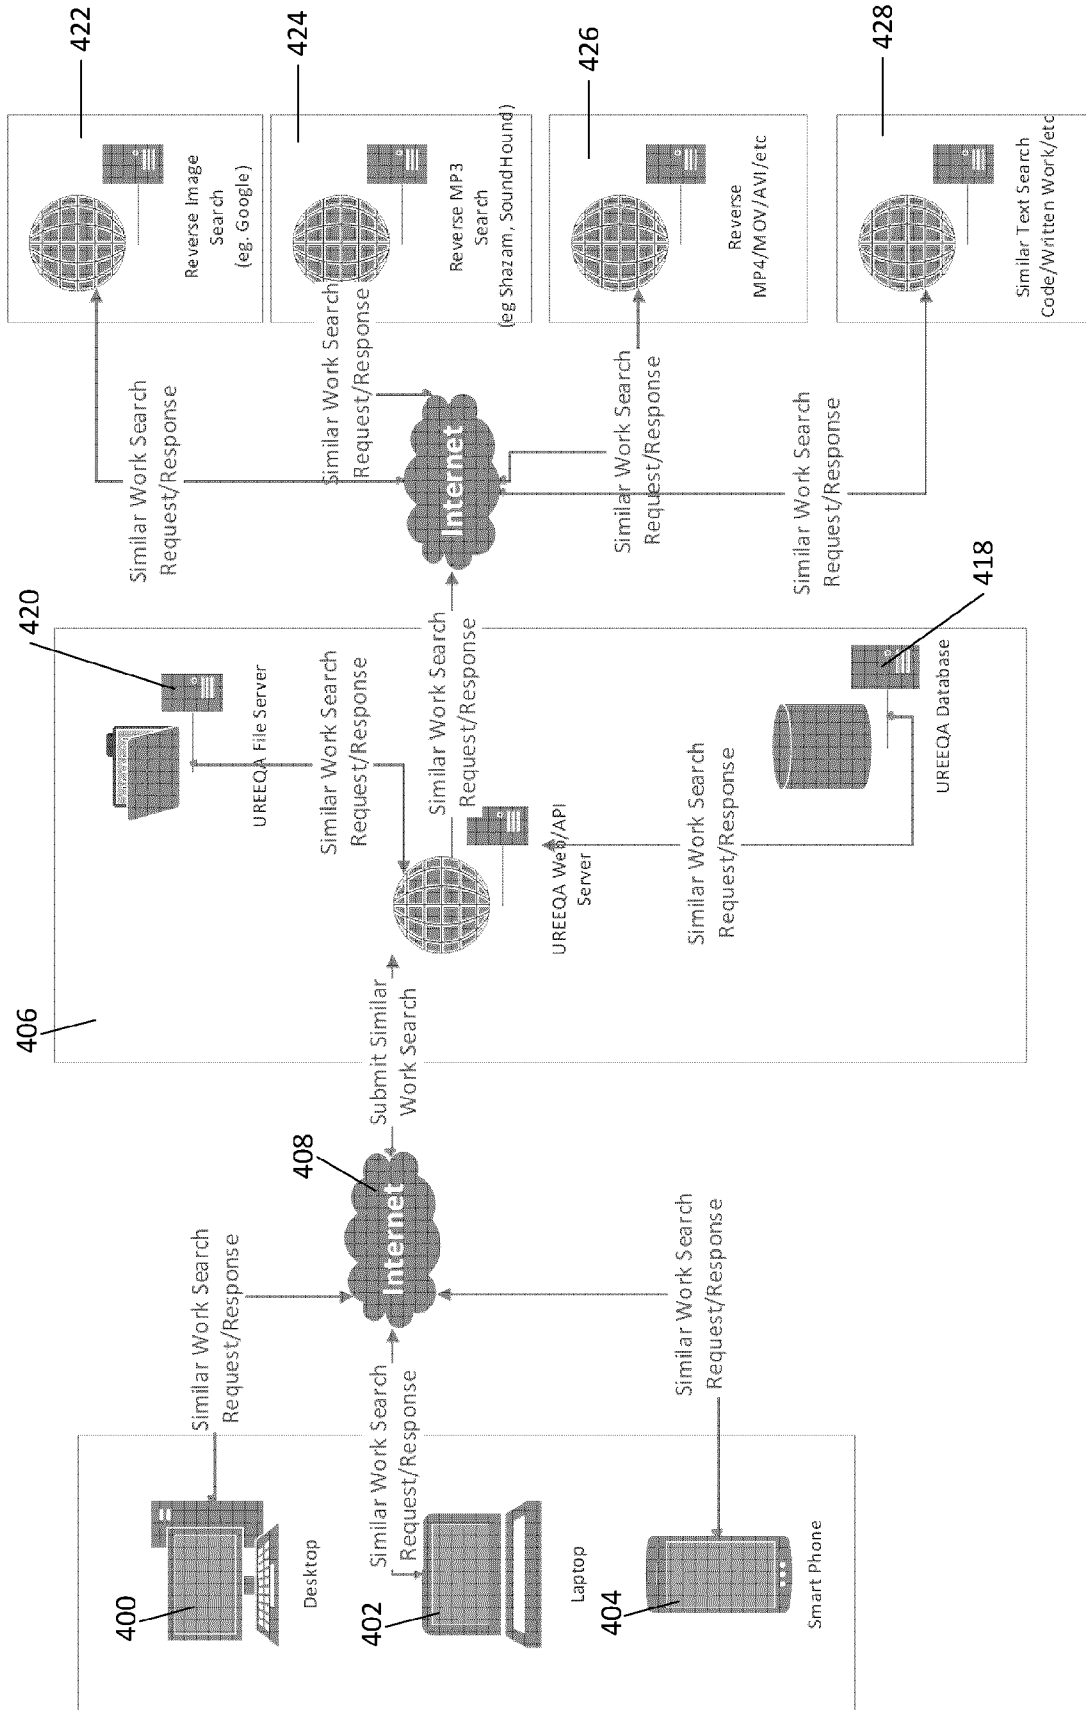 422
Reverse Image
Search
(eg. Google)
424
Reverse MP3
Search
(eg Shazam, SoundHound)
426
Reverse
MP4/MOV/AVI/etc
428
Similar Text Search
Code/Written Work/etc
Similar Work Search
Request/Response
Similar Work Search
Request/Response
Similar Work Search
Request/Response
Similar Work Search
Request/Response
Internet
420
UREEQA File Server
Similar Work Search
Request/Response
Similar Work Search
Request/Response
418
UREEQA Database
UREEQA Web/API
Server
Similar Work Search
Request/Response
406
Submit Similar
Work Search
408
Internet
Similar Work Search
Request/Response
Similar Work Search
Request/Response
Similar Work Search
Request/Response
400
Desktop
402
Laptop
404
Smart Phone